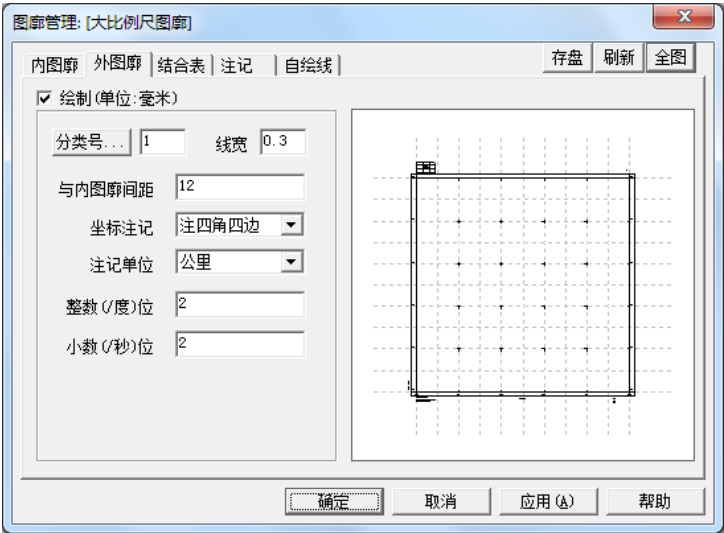 图廓管理: [大比例尺图廓]
内图廓 外图廓 结合表 注记 自绘线 存盘 刷新 全图
绘制(单位:毫米)
分类号... 1 线宽 0.3
与内图廓间距 12
坐标注记 注四角四边
注记单位 公里
整数(/度)位 2
小数(/秒)位 2
确定 取消 应用(A) 帮助